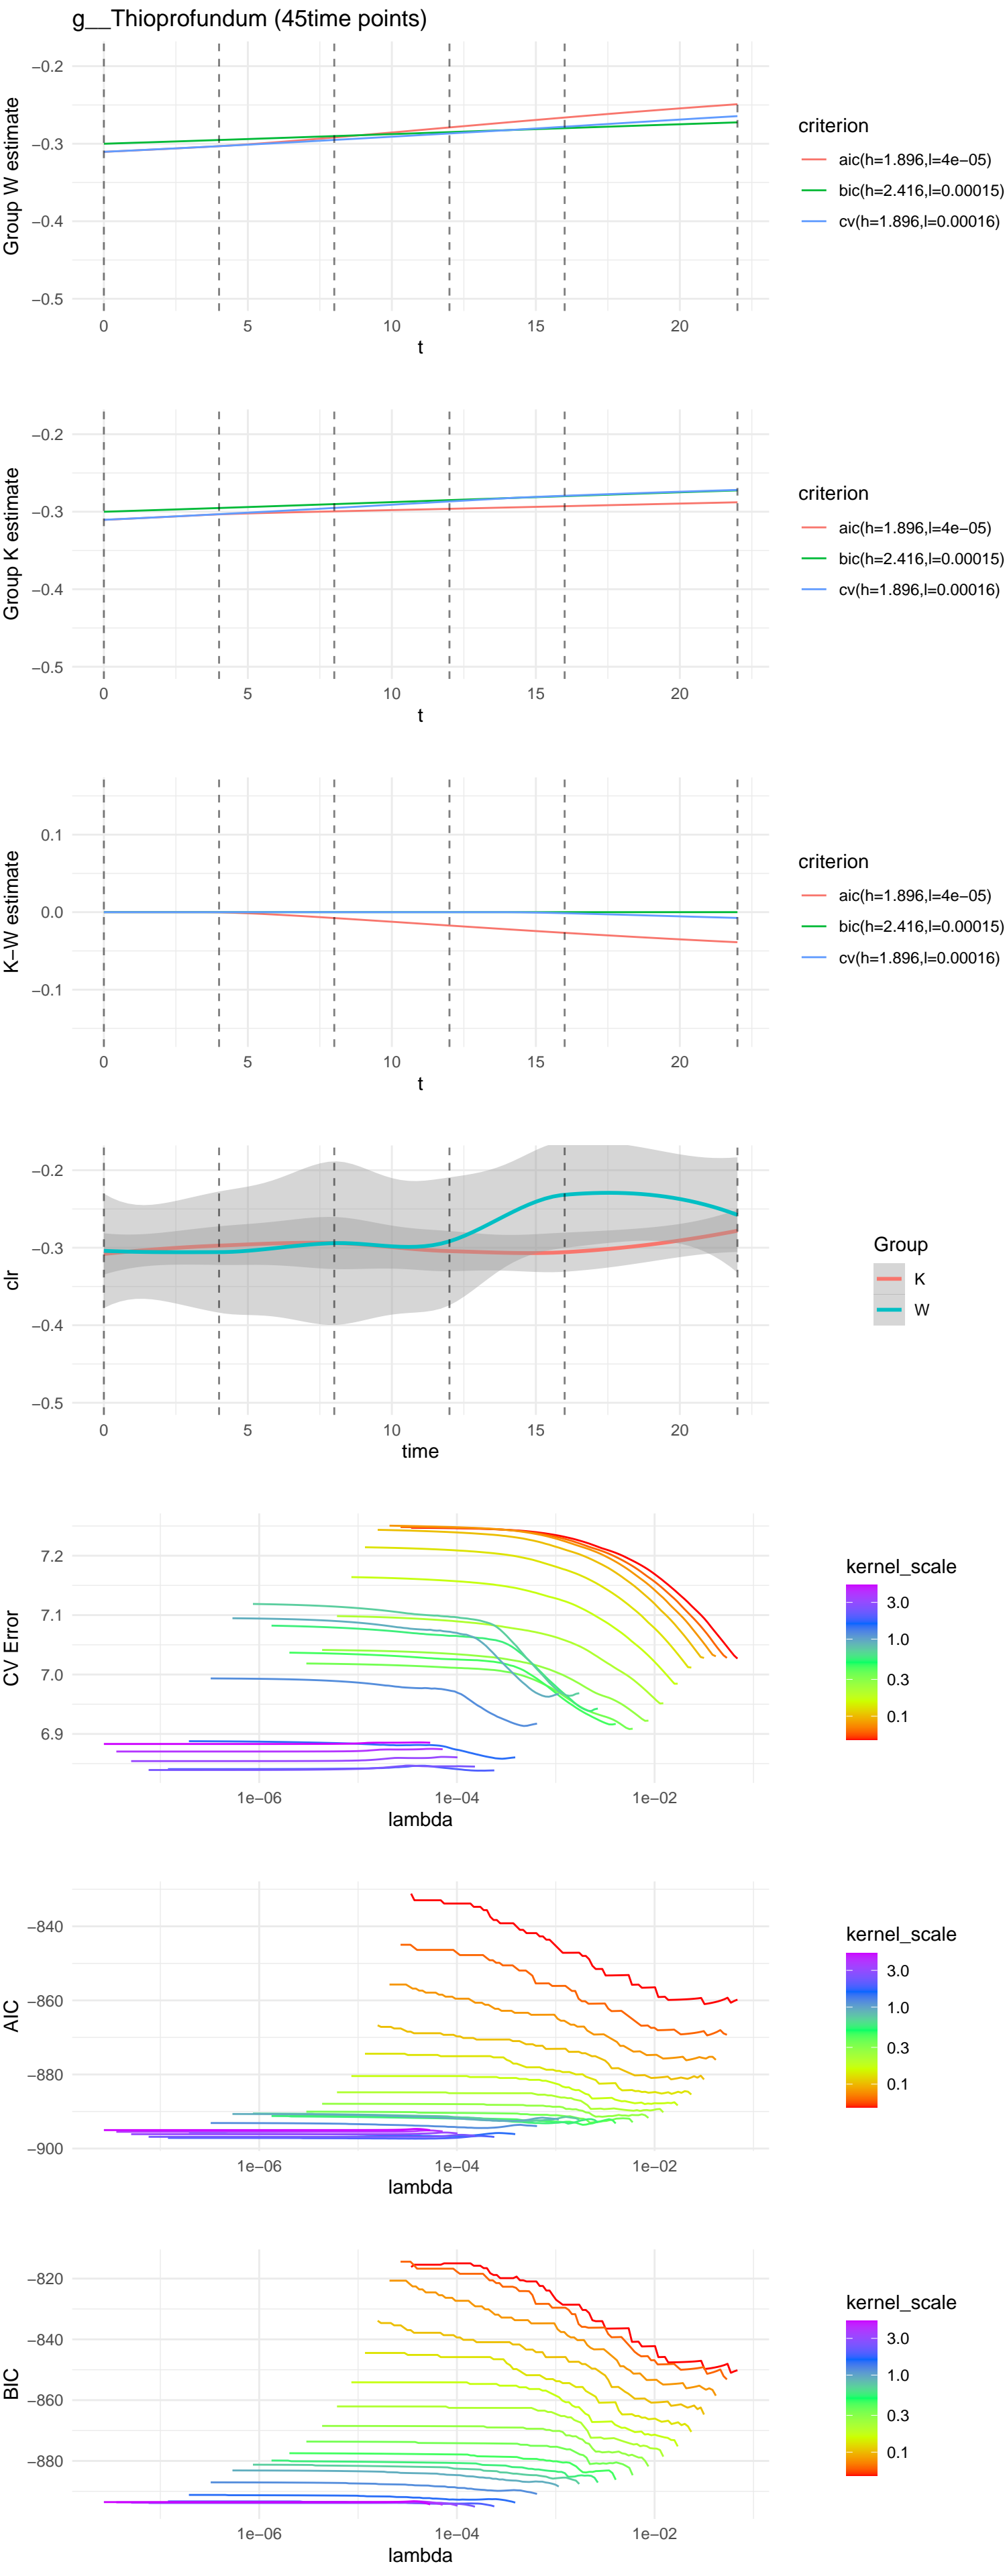 g__Thioprofundum (45time points)
−0.2
−0.3
−0.4
−0.5
Group W estimate
0 5 10 15 20
t
criterion
aic(h=1.896,l=4e−05)
bic(h=2.416,l=0.00015)
cv(h=1.896,l=0.00016)
−0.2
−0.3
−0.4
−0.5
Group K estimate
0 5 10 15 20
t
criterion
aic(h=1.896,l=4e−05)
bic(h=2.416,l=0.00015)
cv(h=1.896,l=0.00016)
0.1
0.0
−0.1
K−W estimate
0 5 10 15 20
t
criterion
aic(h=1.896,l=4e−05)
bic(h=2.416,l=0.00015)
cv(h=1.896,l=0.00016)
−0.2
−0.3
−0.4
−0.5
clr
0 5 10 15 20
time
Group
K
W
7.2
7.1
7.0
6.9
CV Error
1e−06 1e−04 1e−02
lambda
kernel_scale
3.0
1.0
0.3
0.1
−840
−860
−880
−900
AIC
1e−06 1e−04 1e−02
lambda
kernel_scale
3.0
1.0
0.3
0.1
−820
−840
−860
−880
BIC
1e−06 1e−04 1e−02
lambda
kernel_scale
3.0
1.0
0.3
0.1